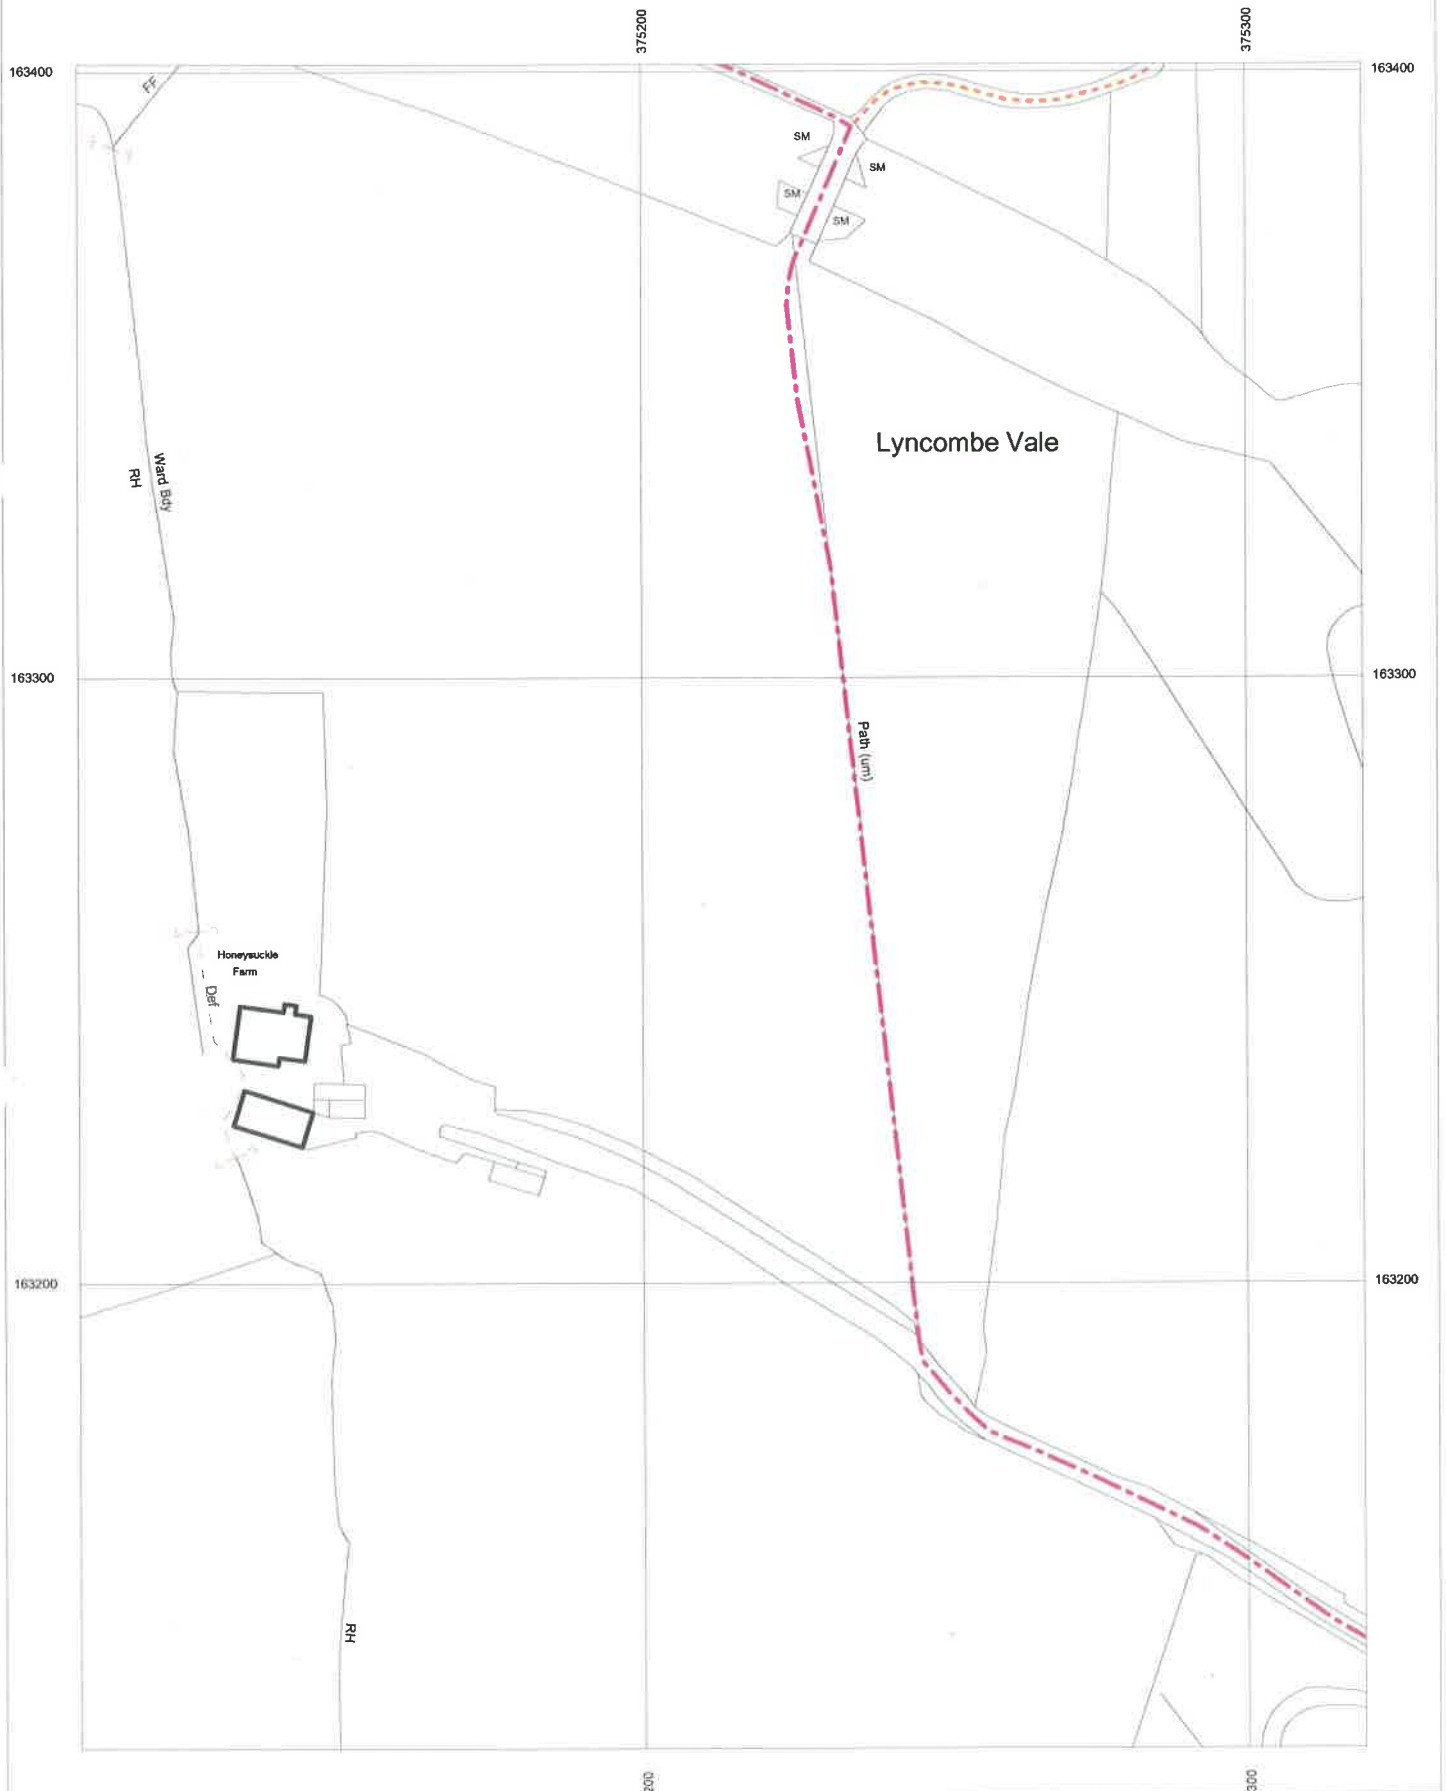 375200
375300
163400
163400
FF
SM
SM
SM
SM
Lyncombe Vale
Ward Bdy
RH
163300
163300
Path (um)
Honeysuckle
Farm
Def
163200
163200
RH
200
300